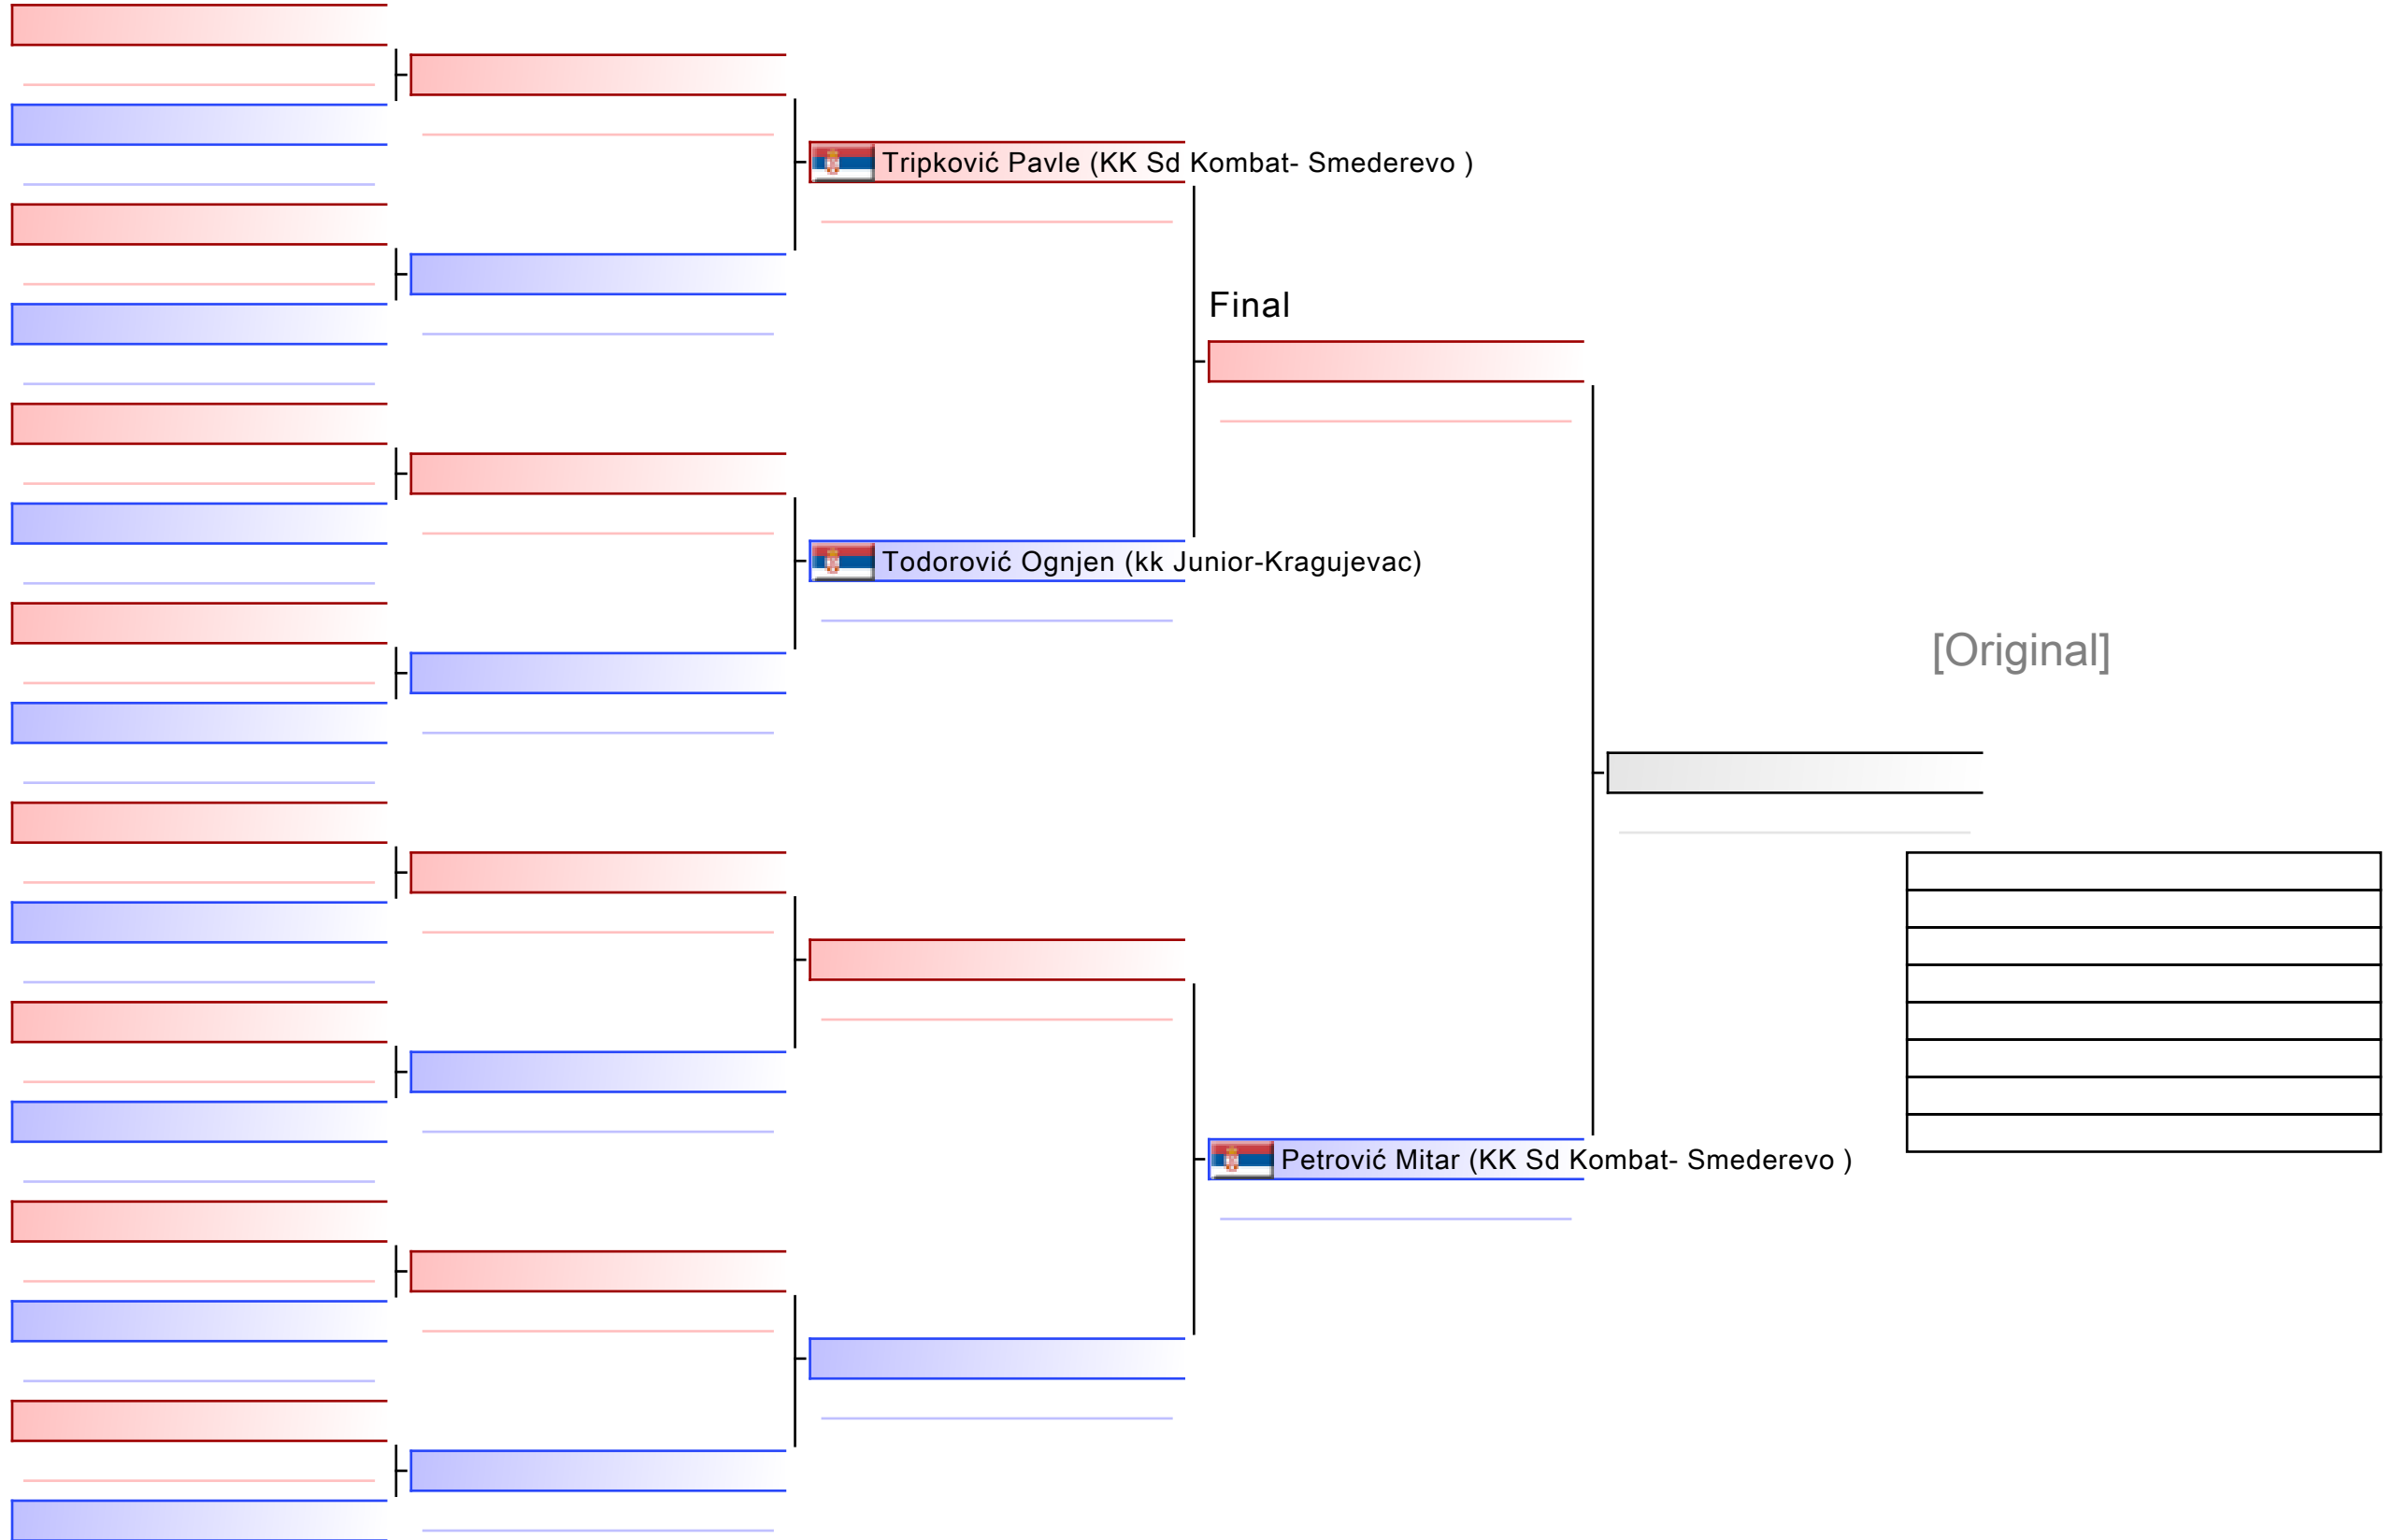 Tripković Pavle (KK Sd Kombat- Smederevo )
Final
Todorović Ognjen (kk Junior-Kragujevac)
[Original]
Petrović Mitar (KK Sd Kombat- Smederevo )